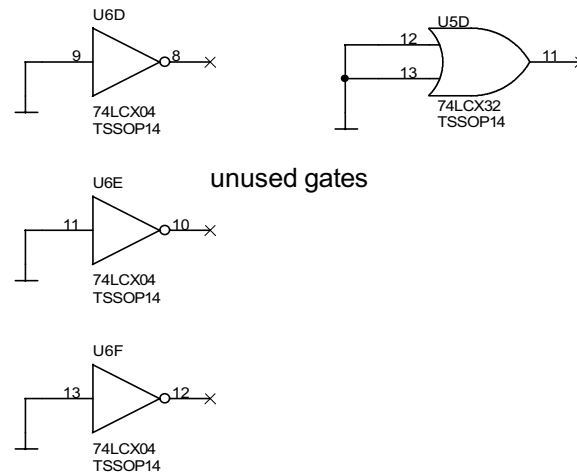 U6D
9
8
74LCX04
TSSOP14
U5D
12
13
11
74LCX32
TSSOP14
unused gates
U6E
11
10
74LCX04
TSSOP14
U6F
13
12
74LCX04
TSSOP14